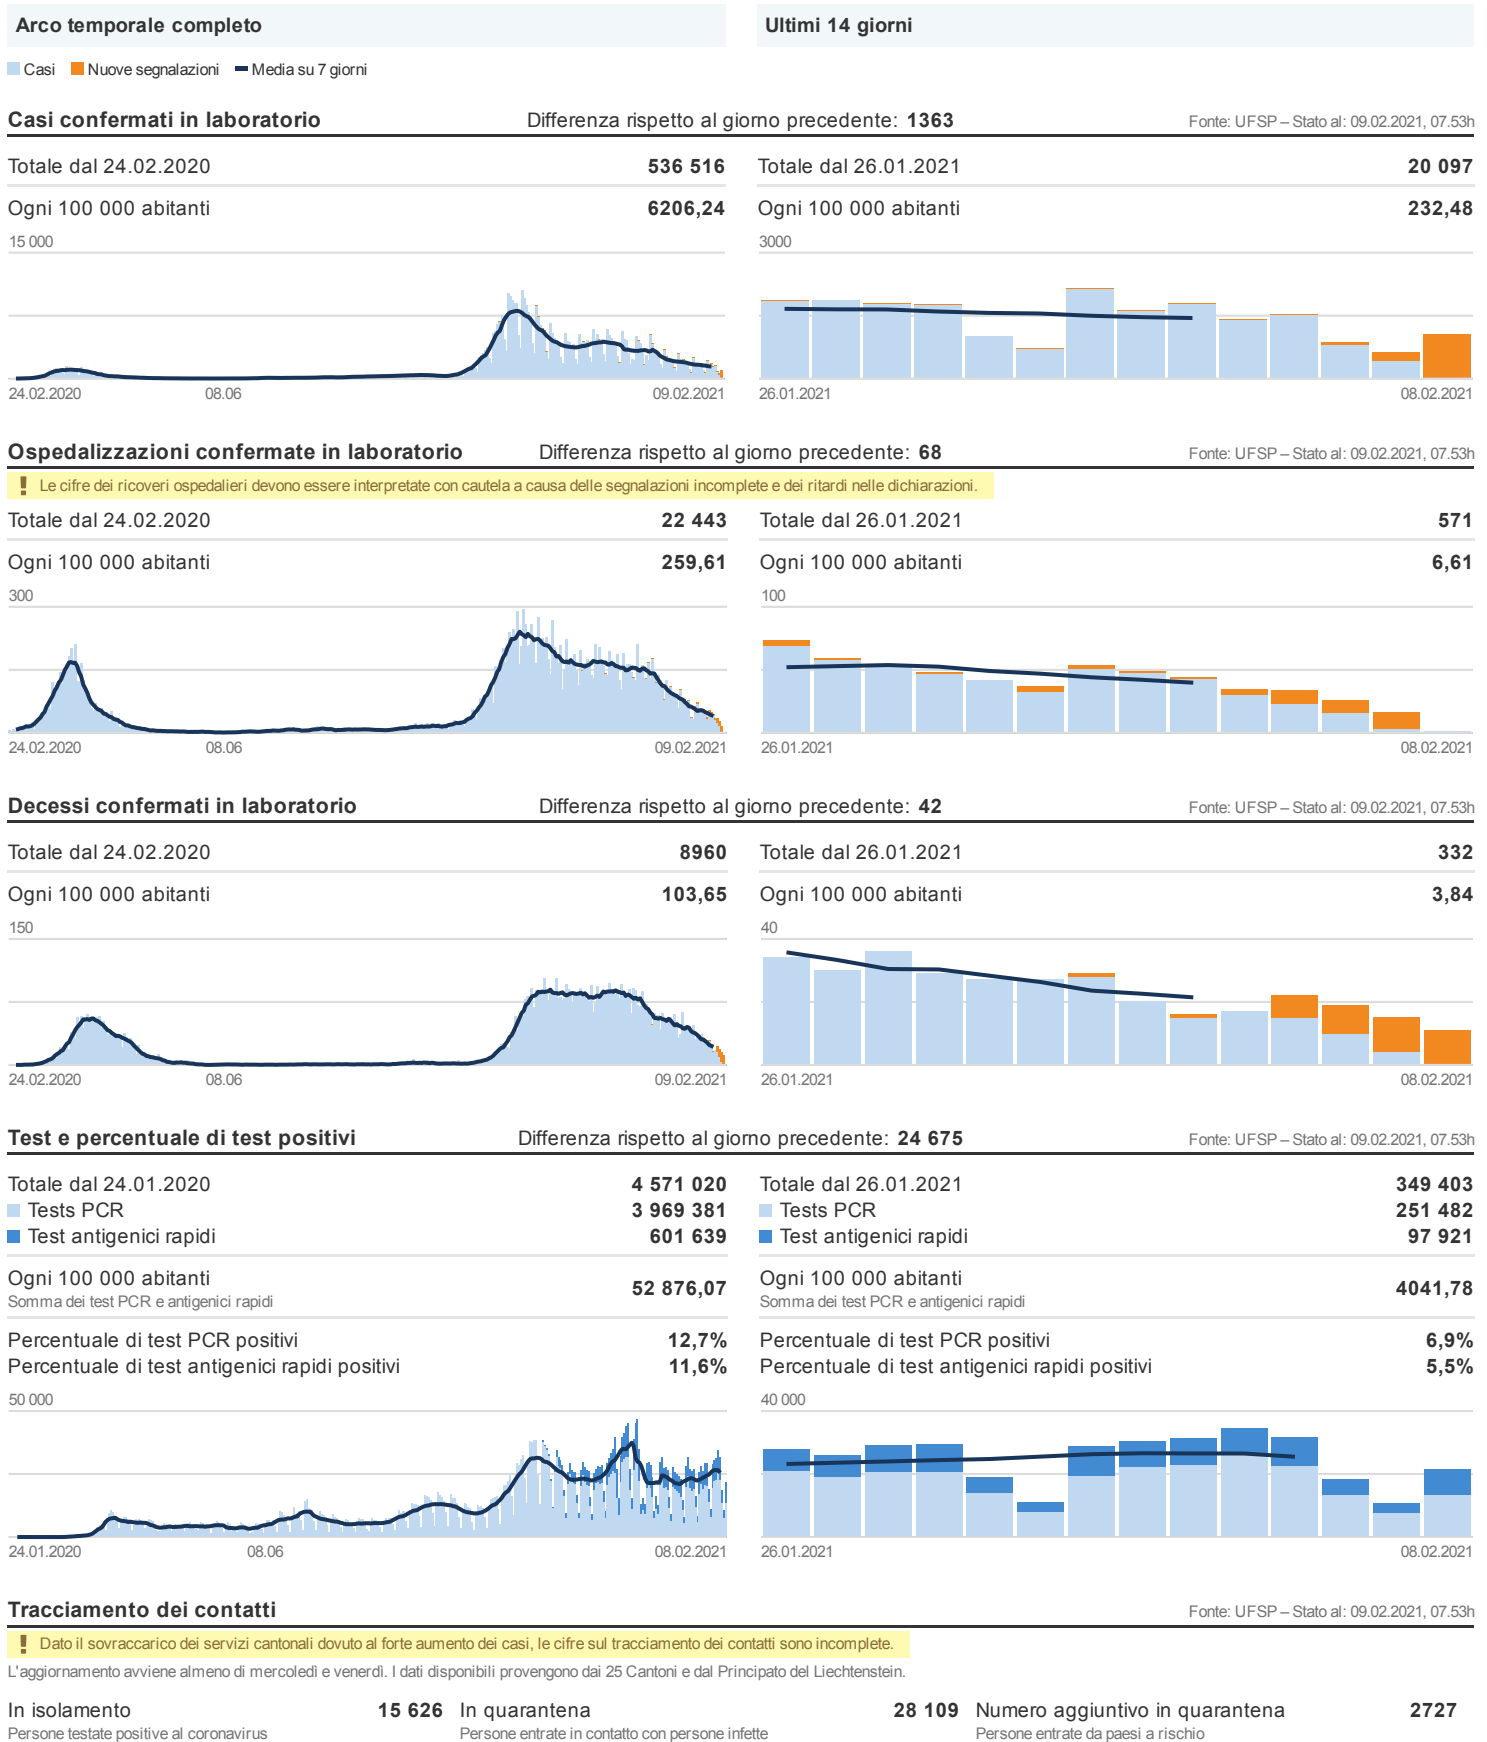 Arco temporale completo
Ultimi 14 giorni
Casi Nuove segnalazioni Media su 7 giorni
Casi confermati in laboratorio Differenza rispetto al giorno precedente: 1363 Fonte: UFSP – Stato al: 09.02.2021, 07.53h
Totale dal 24.02.2020 536 516
Ogni 100 000 abitanti 6206,24
15 000
24.02.2020 08.06 09.02.2021
Totale dal 26.01.2021 20 097
Ogni 100 000 abitanti 232,48
3000
26.01.2021 08.02.2021
Ospedalizzazioni confermate in laboratorio Differenza rispetto al giorno precedente: 68 Fonte: UFSP – Stato al: 09.02.2021, 07.53h
! Le cifre dei ricoveri ospedalieri devono essere interpretate con cautela a causa delle segnalazioni incomplete e dei ritardi nelle dichiarazioni.
Totale dal 24.02.2020 22 443
Ogni 100 000 abitanti 259,61
300
24.02.2020 08.06 09.02.2021
Totale dal 26.01.2021 571
Ogni 100 000 abitanti 6,61
100
26.01.2021 08.02.2021
Decessi confermati in laboratorio Differenza rispetto al giorno precedente: 42 Fonte: UFSP – Stato al: 09.02.2021, 07.53h
Totale dal 24.02.2020 8960
Ogni 100 000 abitanti 103,65
150
24.02.2020 08.06 09.02.2021
Totale dal 26.01.2021 332
Ogni 100 000 abitanti 3,84
40
26.01.2021 08.02.2021
Test e percentuale di test positivi Differenza rispetto al giorno precedente: 24 675 Fonte: UFSP – Stato al: 09.02.2021, 07.53h
Totale dal 24.01.2020 4 571 020
Tests PCR 3 969 381
Test antigenici rapidi 601 639
Ogni 100 000 abitanti 52 876,07
Somma dei test PCR e antigenici rapidi
Percentuale di test PCR positivi 12,7%
Percentuale di test antigenici rapidi positivi 11,6%
50 000
24.01.2020 08.06 08.02.2021
Totale dal 26.01.2021 349 403
Tests PCR 251 482
Test antigenici rapidi 97 921
Ogni 100 000 abitanti 4041,78
Somma dei test PCR e antigenici rapidi
Percentuale di test PCR positivi 6,9%
Percentuale di test antigenici rapidi positivi 5,5%
40 000
26.01.2021 08.02.2021
Tracciamento dei contatti Fonte: UFSP – Stato al: 09.02.2021, 07.53h
! Dato il sovraccarico dei servizi cantonali dovuto al forte aumento dei casi, le cifre sul tracciamento dei contatti sono incomplete.
L'aggiornamento avviene almeno di mercoledì e venerdì. I dati disponibili provengono dai 25 Cantoni e dal Principato del Liechtenstein.
In isolamento 15 626
Persone testate positive al coronavirus
In quarantena 28 109
Persone entrate in contatto con persone infette
Numero aggiuntivo in quarantena 2727
Persone entrate da paesi a rischio